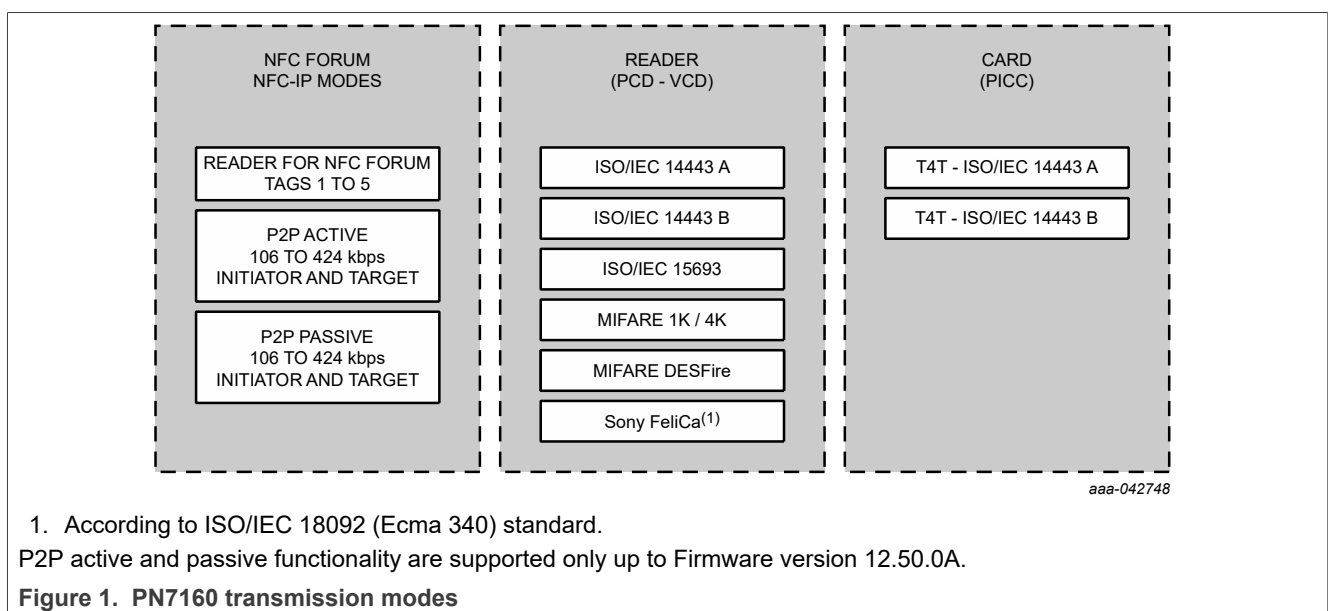 NFC FORUM
NFC-IP MODES
READER FOR NFC FORUM
TAGS 1 TO 5
P2P ACTIVE
106 TO 424 kbps
INITIATOR AND TARGET
P2P PASSIVE
106 TO 424 kbps
INITIATOR AND TARGET
READER
(PCD - VCD)
ISO/IEC 14443 A
ISO/IEC 14443 B
ISO/IEC 15693
MIFARE 1K / 4K
MIFARE DESFire
Sony FeliCa(1)
CARD
(PICC)
T4T - ISO/IEC 14443 A
T4T - ISO/IEC 14443 B
aaa-042748
1. According to ISO/IEC 18092 (Ecma 340) standard.
P2P active and passive functionality are supported only up to Firmware version 12.50.0A.
Figure 1. PN7160 transmission modes